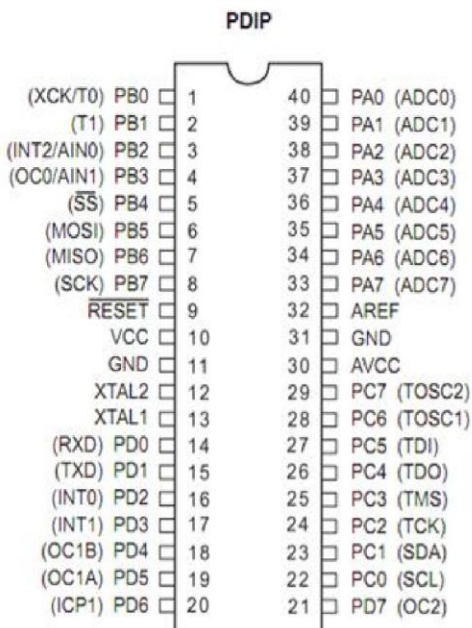 PDIP
(XCK/T0) PB0 1 40 PA0 (ADC0)
(T1) PB1 2 39 PA1 (ADC1)
(INT2/AIN0) PB2 3 38 PA2 (ADC2)
(OC0/AIN1) PB3 4 37 PA3 (ADC3)
(SS) PB4 5 36 PA4 (ADC4)
(MOSI) PB5 6 35 PA5 (ADC5)
(MISO) PB6 7 34 PA6 (ADC6)
(SCK) PB7 8 33 PA7 (ADC7)
RESET 9 32 AREF
VCC 10 31 GND
GND 11 30 AVCC
XTAL2 12 29 PC7 (TOSC2)
XTAL1 13 28 PC6 (TOSC1)
(RXD) PD0 14 27 PC5 (TDI)
(TXD) PD1 15 26 PC4 (TDO)
(INT0) PD2 16 25 PC3 (TMS)
(INT1) PD3 17 24 PC2 (TCK)
(OC1B) PD4 18 23 PC1 (SDA)
(OC1A) PD5 19 22 PC0 (SCL)
(ICP1) PD6 20 21 PD7 (OC2)